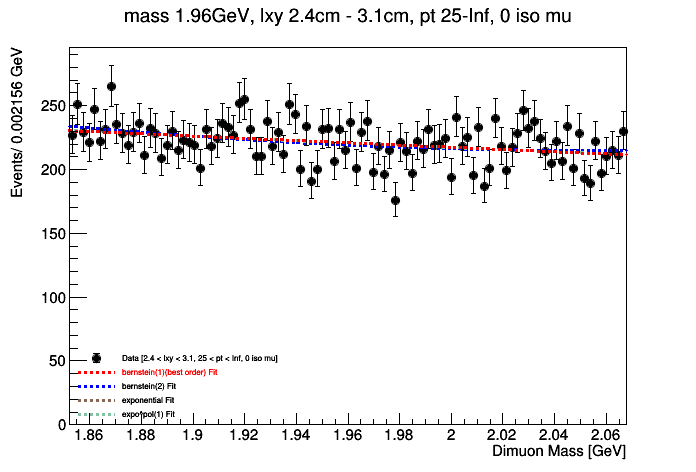 mass 1.96GeV, lxy 2.4cm - 3.1cm, pt 25-Inf, 0 iso mu
Events/ 0.002156 GeV
250
200
150
100
50
0
Data [2.4 < lxy < 3.1, 25 < pt < Inf, 0 iso mu]
bernstein(1)(best order) Fit
bernstein(2) Fit
exponential Fit
expo*pol(1) Fit
1.86 1.88 1.9 1.92 1.94 1.96 1.98 2 2.02 2.04 2.06
Dimuon Mass [GeV]